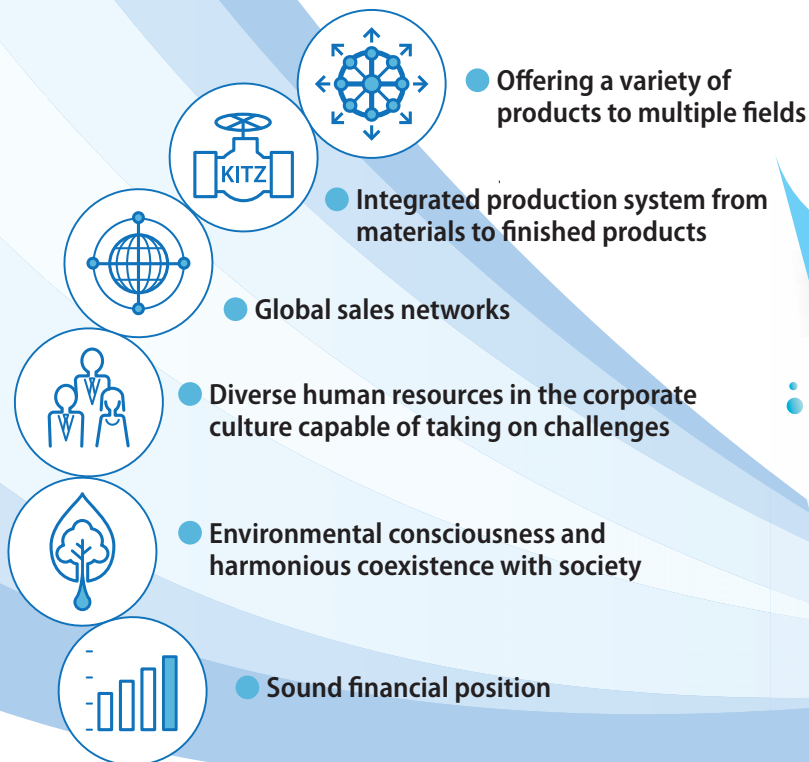 Offering a variety of
products to multiple fields
KITZ
Integrated production system from
materials to finished products
Global sales networks
Diverse human resources in the corporate
culture capable of taking on challenges
Environmental consciousness and
harmonious coexistence with society
Sound financial position